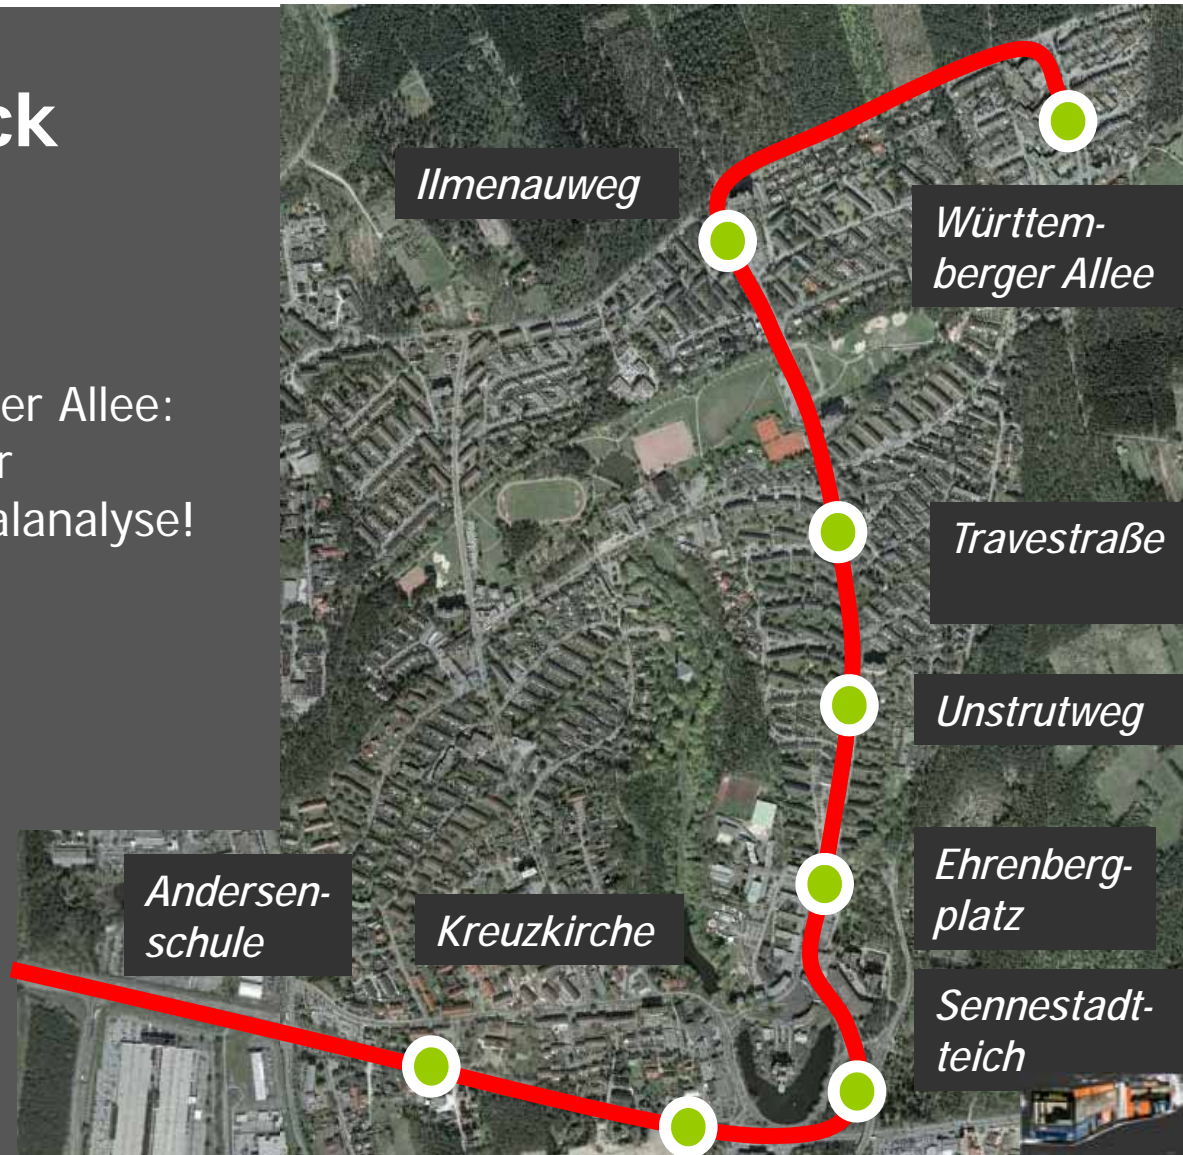 ck
er Allee:
r
alanalyse!
Ilmenauweg
Württem-
berger Allee
Travestraße
Unstrutweg
Ehrenberg-
platz
Andersen-
schule
Kreuzkirche
Sennestadt-
teich